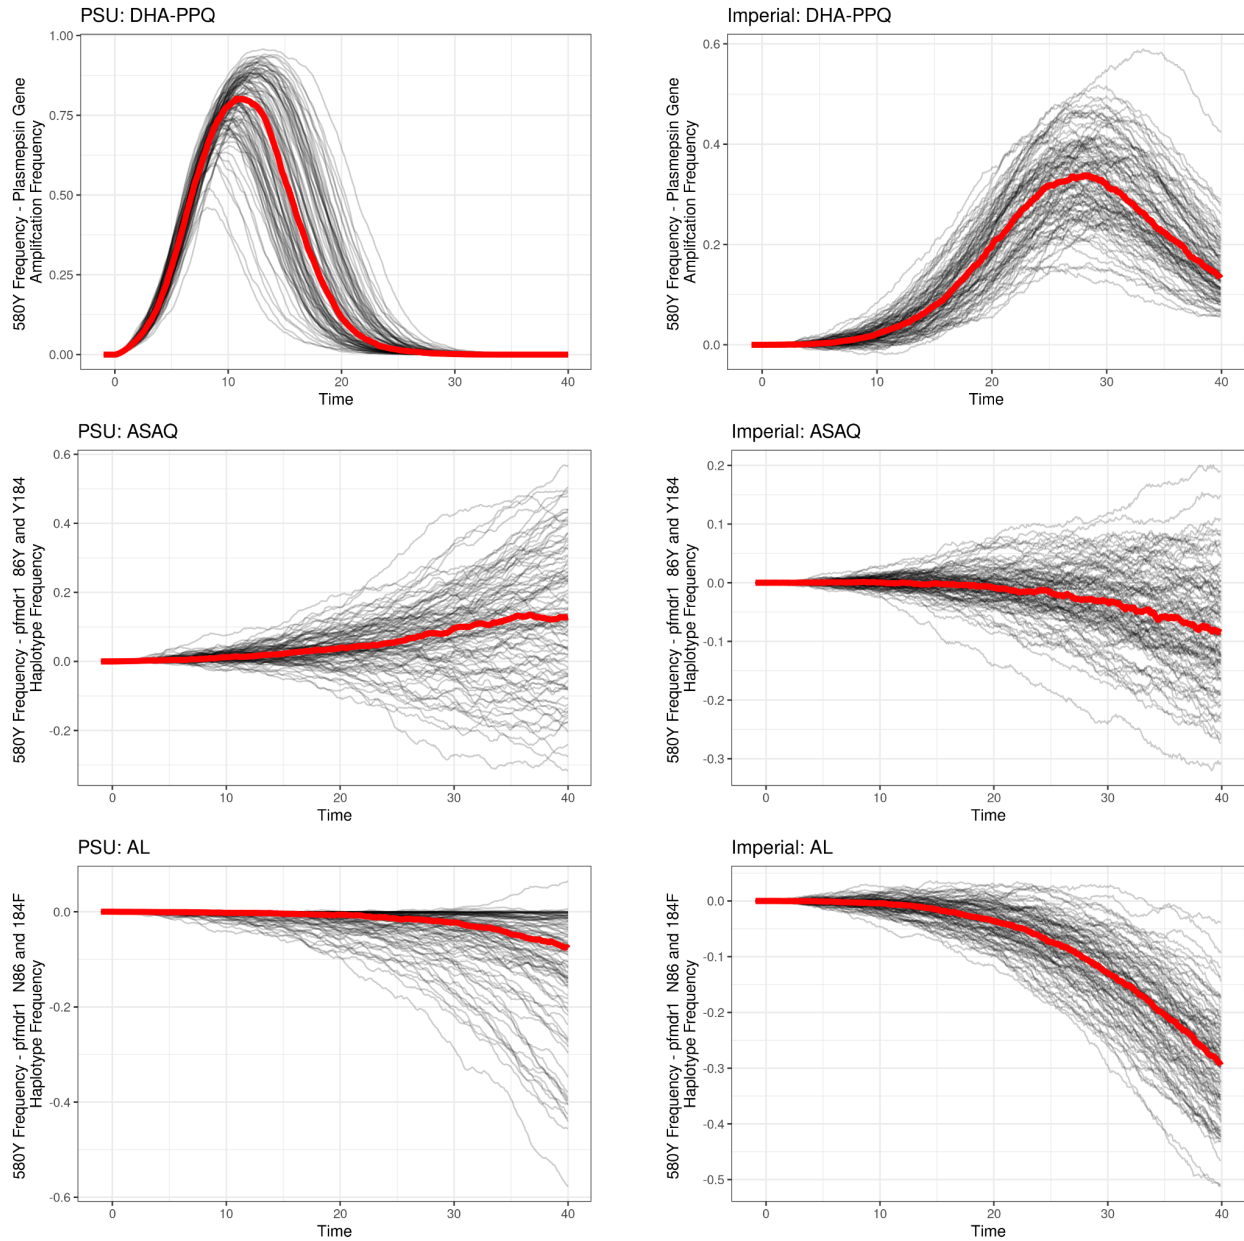 PSU: DHA-PPQ
580Y Frequency - Plasmepsin Gene
Amplifcation Frequency
1.00
0.75
0.50
0.25
0.00
0 10 20 30 40
Time
Imperial: DHA-PPQ
580Y Frequency - Plasmepsin Gene
Amplifcation Frequency
0.6
0.4
0.2
0.0
0 10 20 30 40
Time
PSU: ASAQ
580Y Frequency - pfmdr1 86Y and Y184
Haplotype Frequency
0.6
0.4
0.2
0.0
-0.2
0 10 20 30 40
Time
Imperial: ASAQ
580Y Frequency - pfmdr1 86Y and Y184
Haplotype Frequency
0.2
0.1
0.0
-0.1
-0.2
-0.3
0 10 20 30 40
Time
PSU: AL
580Y Frequency - pfmdr1 N86 and 184F
Haplotype Frequency
0.0
-0.2
-0.4
-0.6
0 10 20 30 40
Time
Imperial: AL
580Y Frequency - pfmdr1 N86 and 184F
Haplotype Frequency
0.0
-0.1
-0.2
-0.3
-0.4
-0.5
0 10 20 30 40
Time